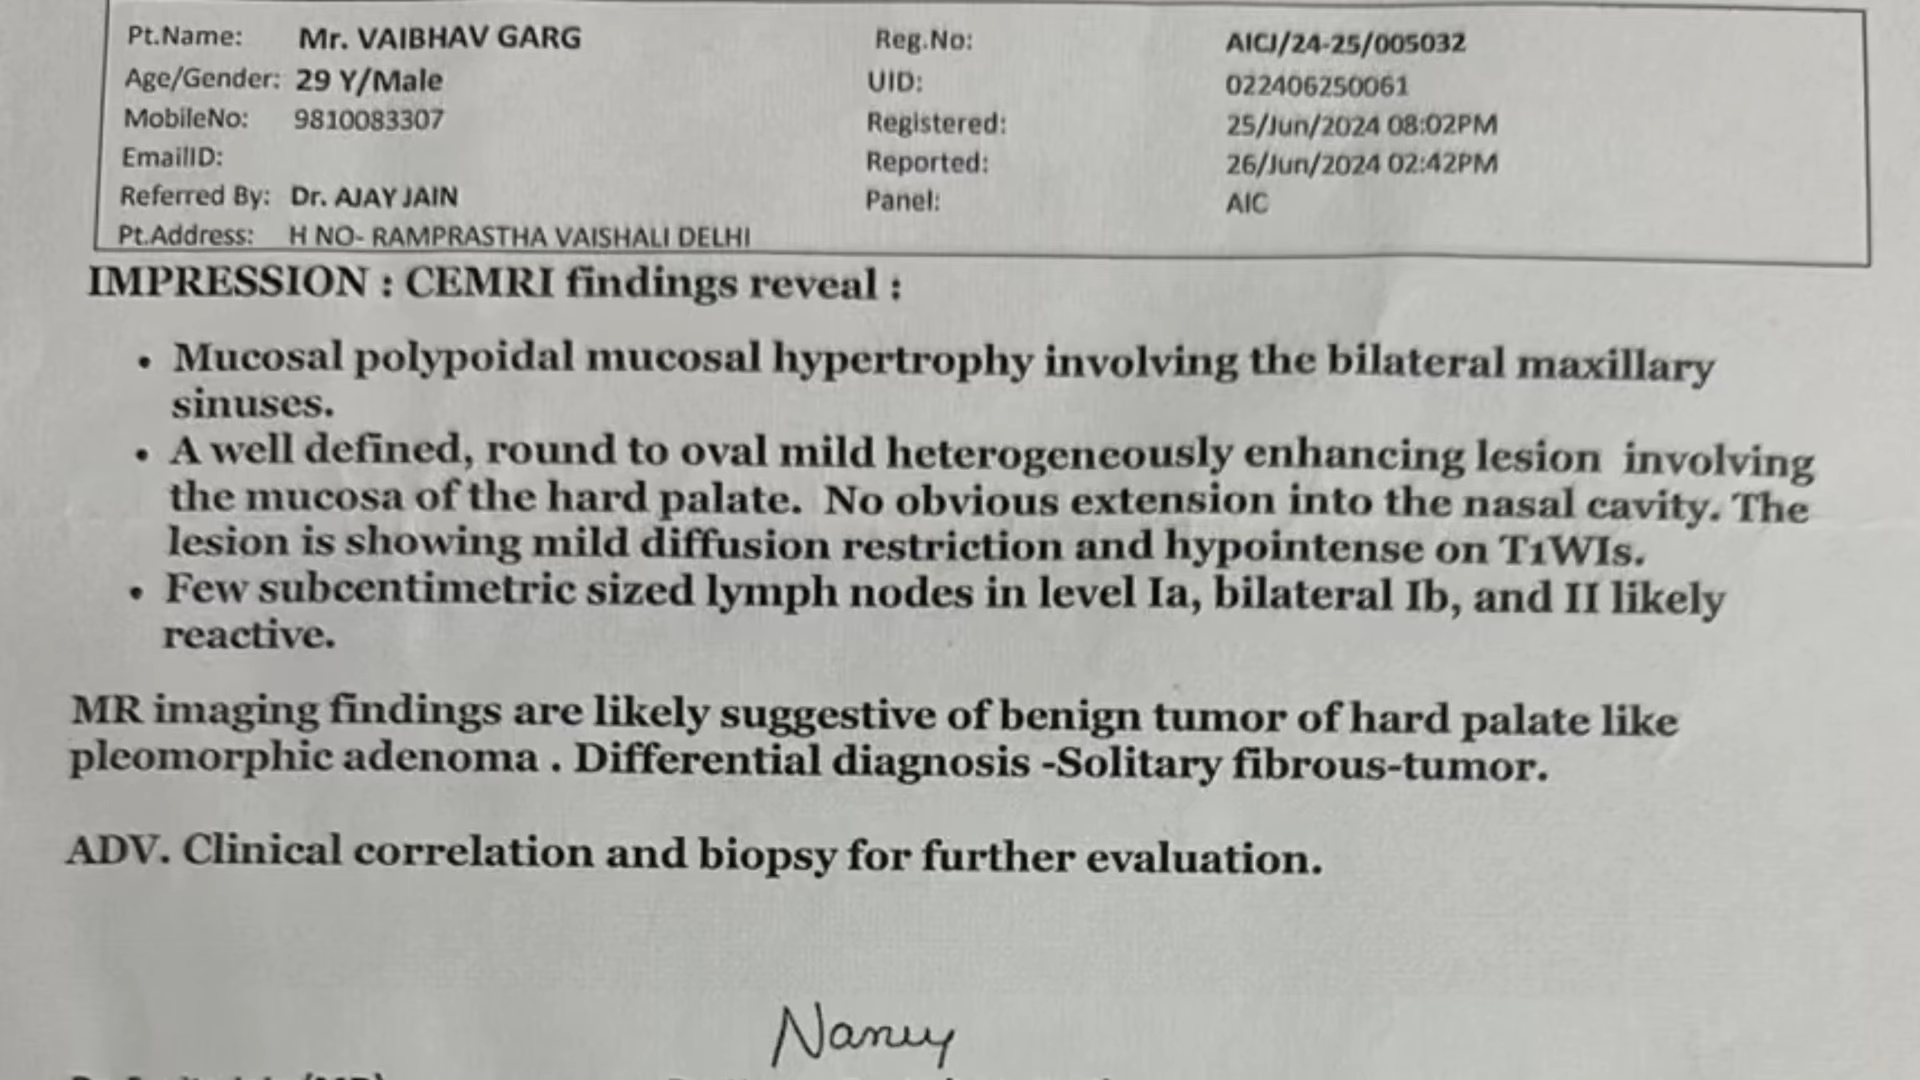 Pt.Name: Mr. VAIBHAV GARG Reg.No: AICJ/24-25/005032
Age/Gender: 29 Y/Male UID: 022406250061
MobileNo: 9810083307 Registered: 25/Jun/2024 08:02PM
EmailID: Reported: 26/Jun/2024 02:42PM
Referred By: Dr. AJAY JAIN Panel: AIC
Pt.Address: H NO- RAMPRASTHA VAISHALI DELHI
IMPRESSION : CEMRI findings reveal :
• Mucosal polypoidal mucosal hypertrophy involving the bilateral maxillary
sinuses.
• A well defined, round to oval mild heterogeneously enhancing lesion involving
the mucosa of the hard palate. No obvious extension into the nasal cavity. The
lesion is showing mild diffusion restriction and hypointense on T1WIs.
• Few subcentimetric sized lymph nodes in level Ia, bilateral Ib, and II likely
reactive.
MR imaging findings are likely suggestive of benign tumor of hard palate like
pleomorphic adenoma . Differential diagnosis -Solitary fibrous-tumor.
ADV. Clinical correlation and biopsy for further evaluation.
Nancy